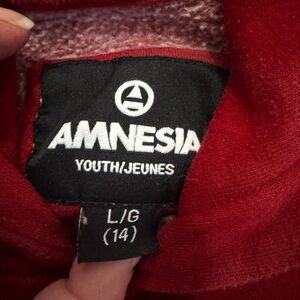 AMNESIA
YOUTH/JEUNES
L/G
(14)